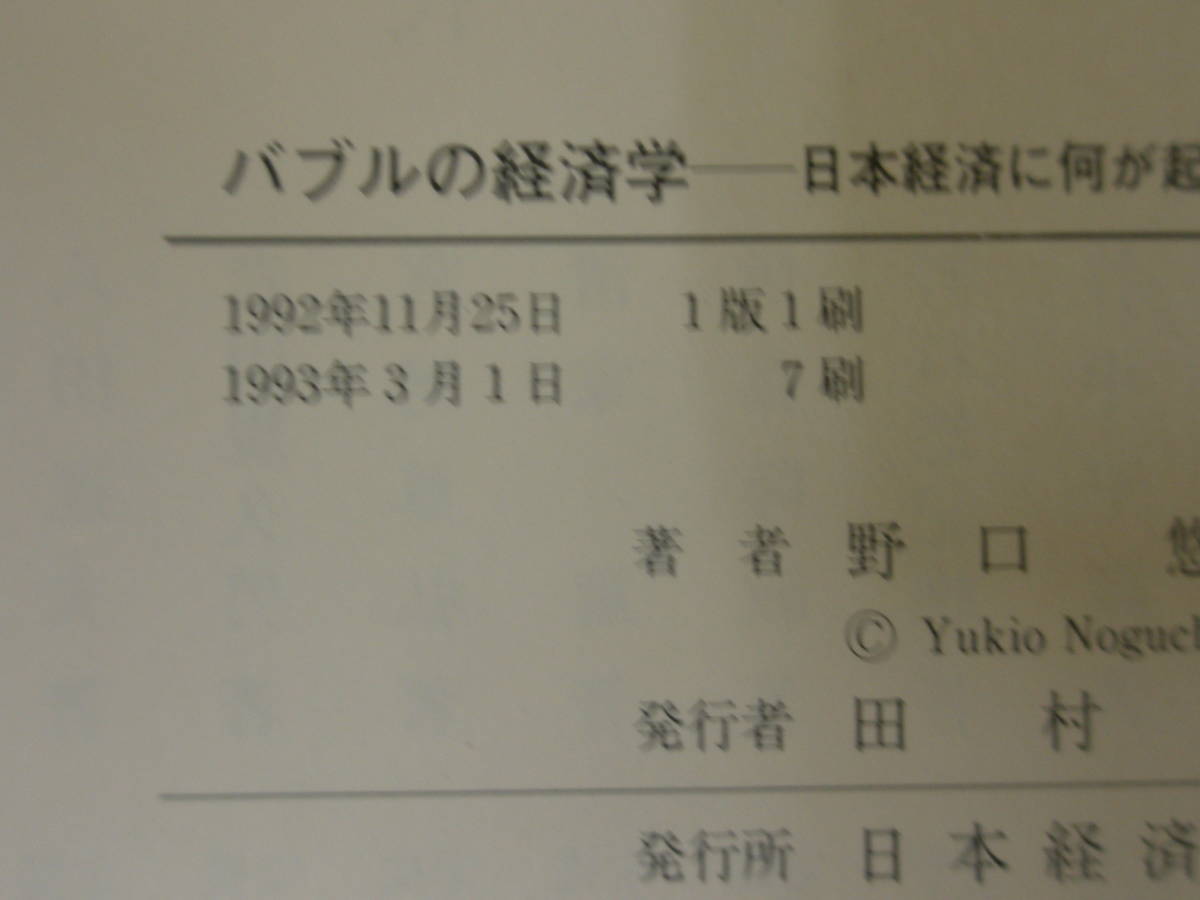 バブルの経済学――日本経済に何が起
1992年11月25日 1版1刷
1993年3月1日 7刷
著者 野口 悠
© Yukio Noguch
発行者 田村
発行所 日本経済